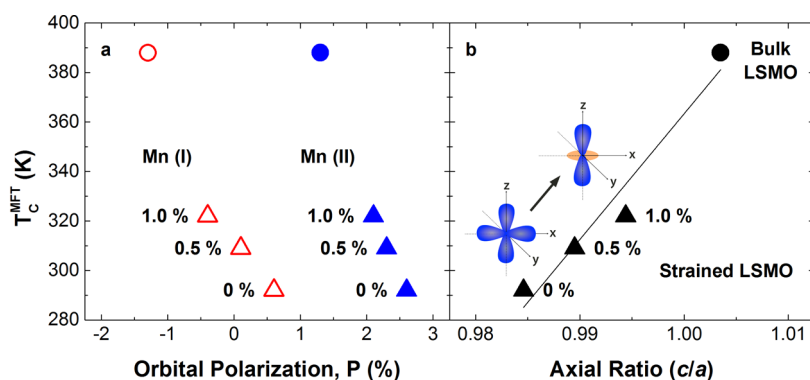 400
380
360
340
320
300
280
T_C^MFT (K)
a
Mn (I)
Mn (II)
1.0 %
0.5 %
0 %
1.0 %
0.5 %
0 %
-2
-1
0
1
2
3
Orbital Polarization, P (%)
b
Bulk
LSMO
z
x
y
z
x
y
1.0 %
0.5 %
0 %
Strained LSMO
0.98
0.99
1.00
1.01
Axial Ratio (c/a)